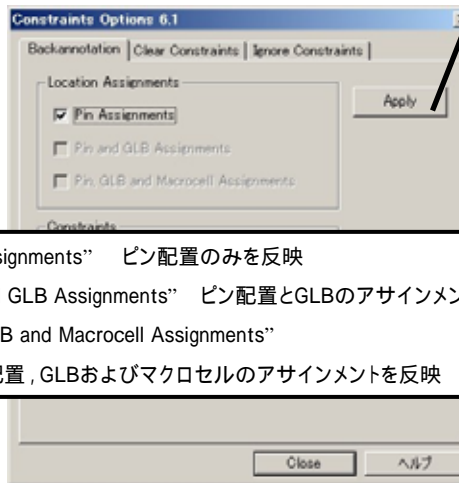 Constraints Options 6.1
Backannotation Clear Constraints Ignore Constraints
Location Assignments
Apply
Pin Assignments
Pin and GLB Assignments
Pin, GLB and Macrocell Assignments
Constraints
signments” ピン配置のみを反映
GLB Assignments” ピン配置とGLBのアサインメン
B and Macrocell Assignments”
置 , GLBおよびマクロセルのアサインメントを反映
Close ヘルプ